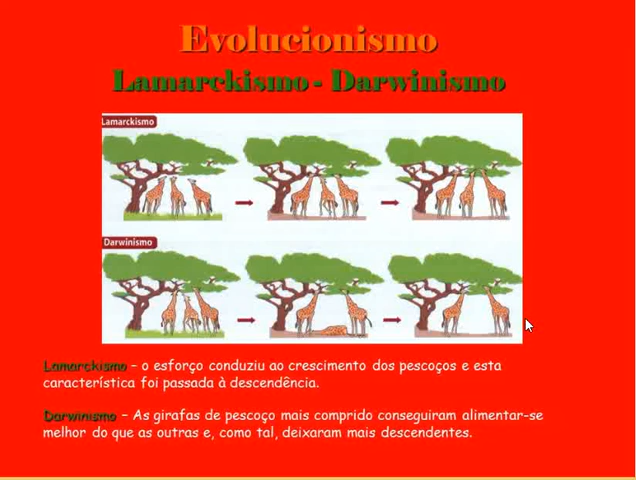 Evolucionismo
Lamarckismo - Darwinismo
Lamarckismo
Darwinismo
Lamarckismo - o esforço conduziu ao crescimento dos pescoços e esta
característica foi passada à descendência.
Darwinismo – As girafas de pescoço mais comprido conseguiram alimentar-se
melhor do que as outras e, como tal, deixaram mais descendentes.